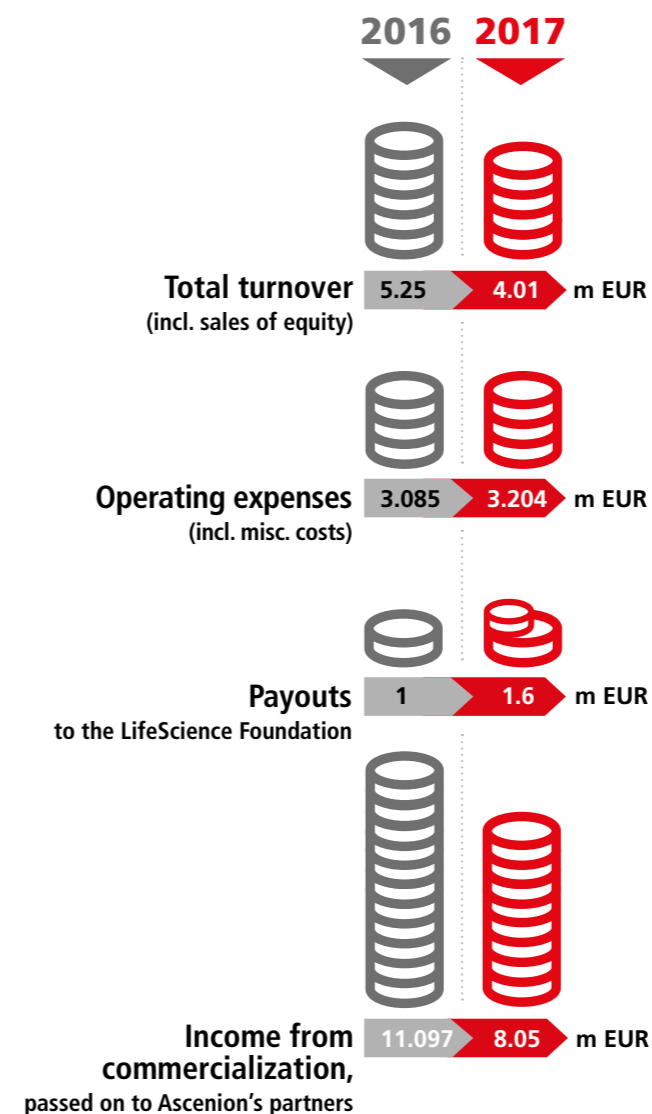 2016 2017
Total turnover 5.25 4.01 m EUR
(incl. sales of equity)
Operating expenses 3.085 3.204 m EUR
(incl. misc. costs)
Payouts 1 1.6 m EUR
to the LifeScience Foundation
Income from 11.097 8.05 m EUR
commercialization,
passed on to Ascenion's partners